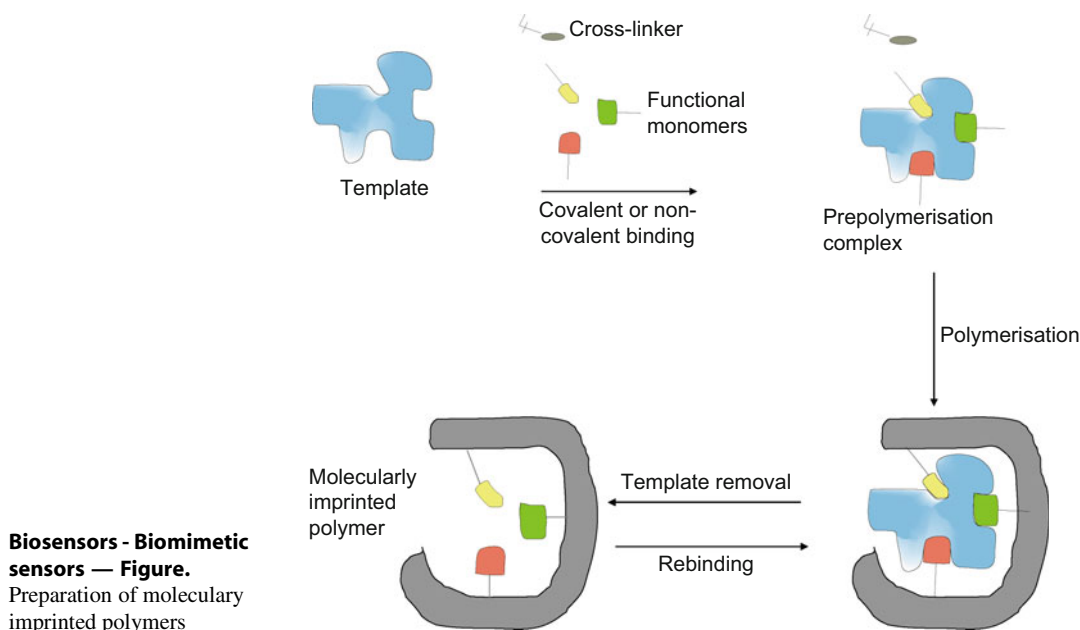 Cross-linker
Functional
monomers
Template
Covalent or non-
covalent binding
Prepolymerisation
complex
Polymerisation
Molecularly
imprinted
polymer
Template removal
Rebinding
Biosensors - Biomimetic
sensors — Figure.
Preparation of moleculary
imprinted polymers